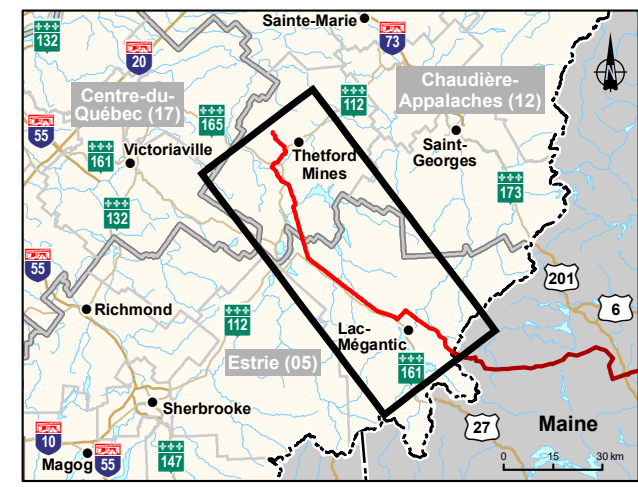 Sainte-Marie
132
73
20
Chaudière-
Appalaches (12)
Centre-du-
Québec (17)
112
165
55
Saint-
Georges
Thetford
Mines
161
Victoriaville
173
132
55
201
6
Richmond
112
Lac-
Mégantic
Estrie (05)
161
Sherbrooke
Maine
27
10
Magog
55
147
0 15 30 km